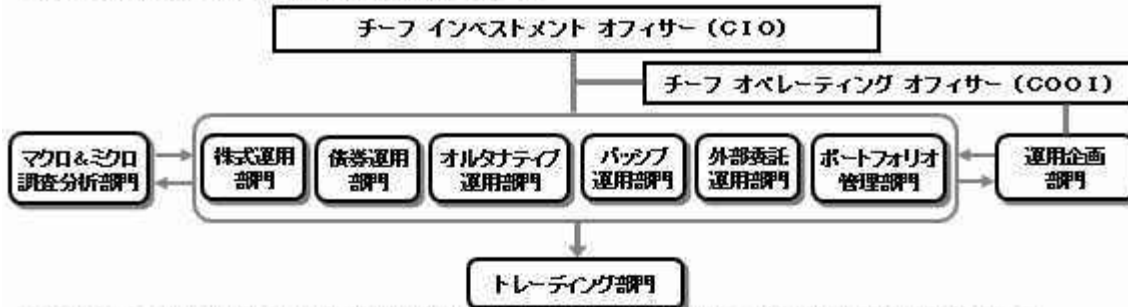 チーフ インベストメント オフィサー (CIO)
チーフ オペレーティング オフィサー (COOI)
マクロ&ミクロ
調査分析部門
株式運用
部門
債券運用
部門
オルタナティブ
運用部門
パッシブ
運用部門
外部委託
運用部門
ポートフォリオ
管理部門
運用企画
部門
トレーディング部門